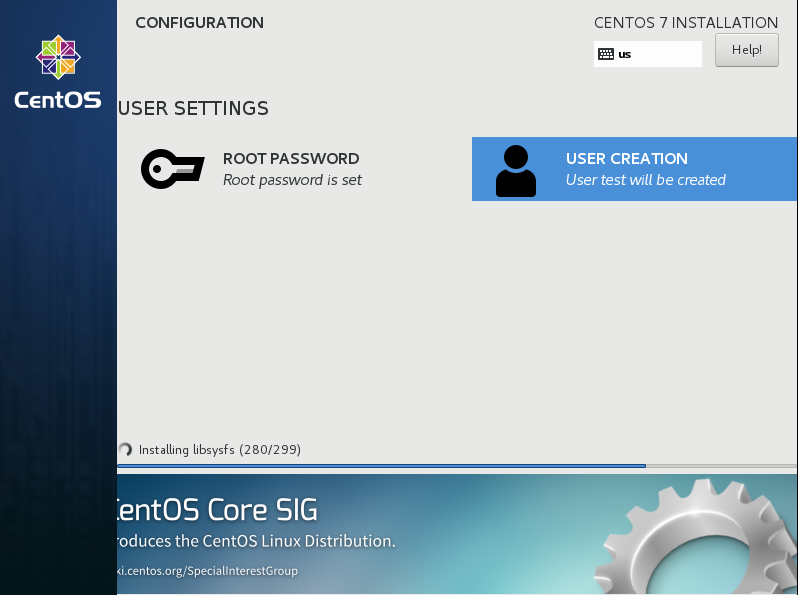 CONFIGURATION
CENTOS 7 INSTALLATION
us
Help!
CentOS
USER SETTINGS
ROOT PASSWORD
Root password is set
USER CREATION
User test will be created
Installing libsysfs (280/299)
entOS Core SIG
roduces the CentOS Linux Distribution.
ki.centos.org/SpecialInterestGroup